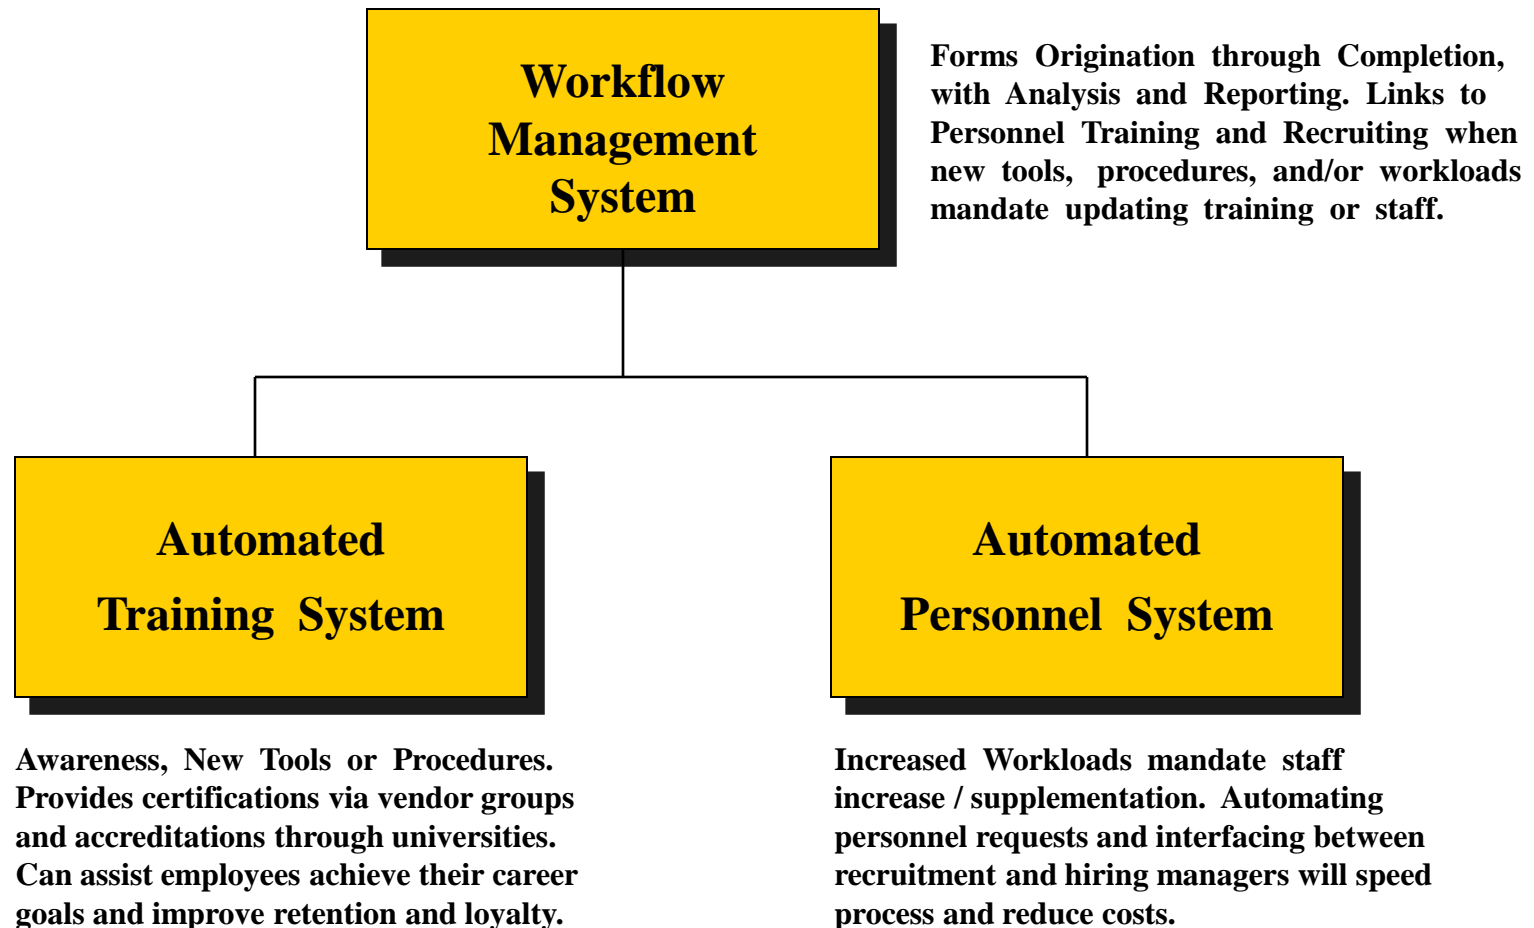 Workflow
Management
System
Forms Origination through Completion,
with Analysis and Reporting. Links to
Personnel Training and Recruiting when
new tools, procedures, and/or workloads
mandate updating training or staff.
Automated
Training System
Automated
Personnel System
Awareness, New Tools or Procedures.
Provides certifications via vendor groups
and accreditations through universities.
Can assist employees achieve their career
goals and improve retention and loyalty.
Increased Workloads mandate staff
increase / supplementation. Automating
personnel requests and interfacing between
recruitment and hiring managers will speed
process and reduce costs.